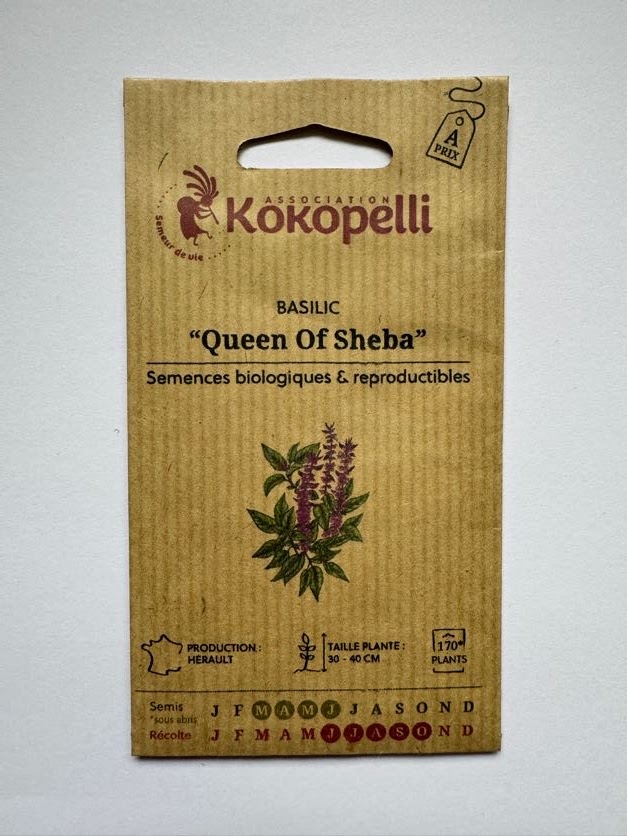 A
PRIX
ASSOCIATION
Kokopelli
Semeur de vie
BASILIC
“Queen Of Sheba”
Semences biologiques & reproductibles
PRODUCTION :
HÉRAULT
TAILLE PLANTE :
30 - 40 CM
170*
PLANTS
Semis J F M A M J J A S O N D
*sous abris
Récolte J F M A M J J A S O N D